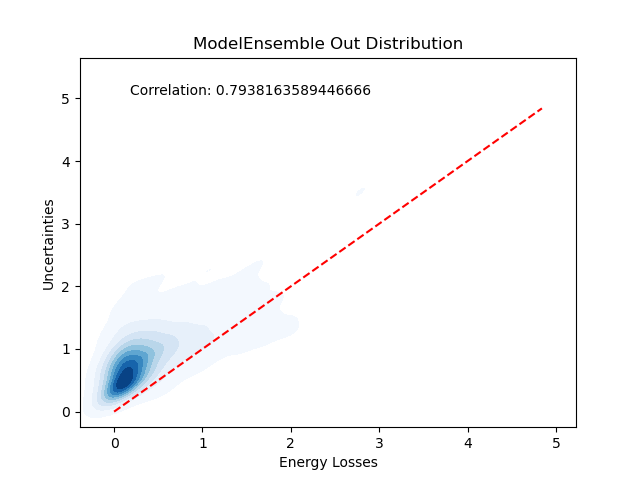 ModelEnsemble Out Distribution
Correlation: 0.7938163589446666
Uncertainties
5
4
3
2
1
0
0 1 2 3 4 5
Energy Losses